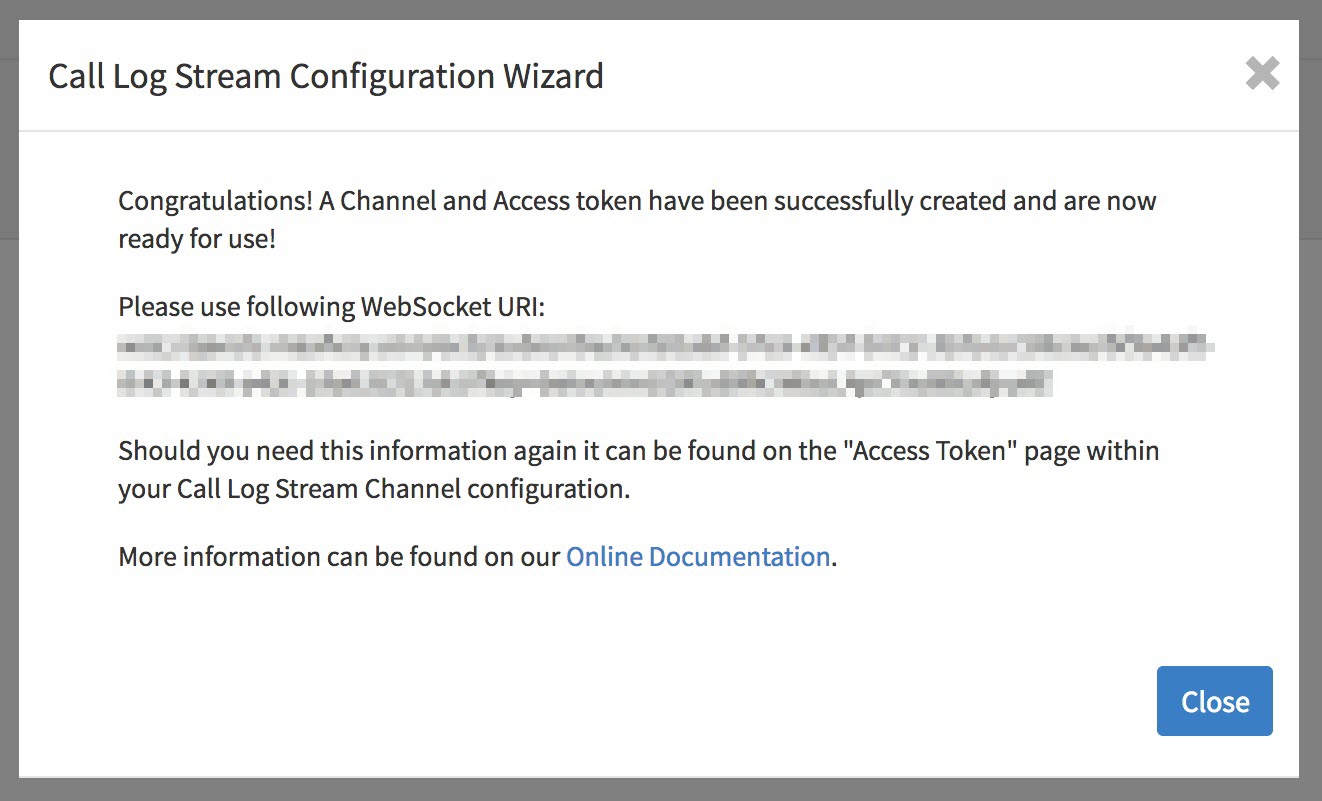 Call Log Stream Configuration Wizard
Congratulations! A Channel and Access token have been successfully created and are now
ready for use!
Please use following WebSocket URI:
Should you need this information again it can be found on the "Access Token" page within
your Call Log Stream Channel configuration.
More information can be found on our Online Documentation.
Close